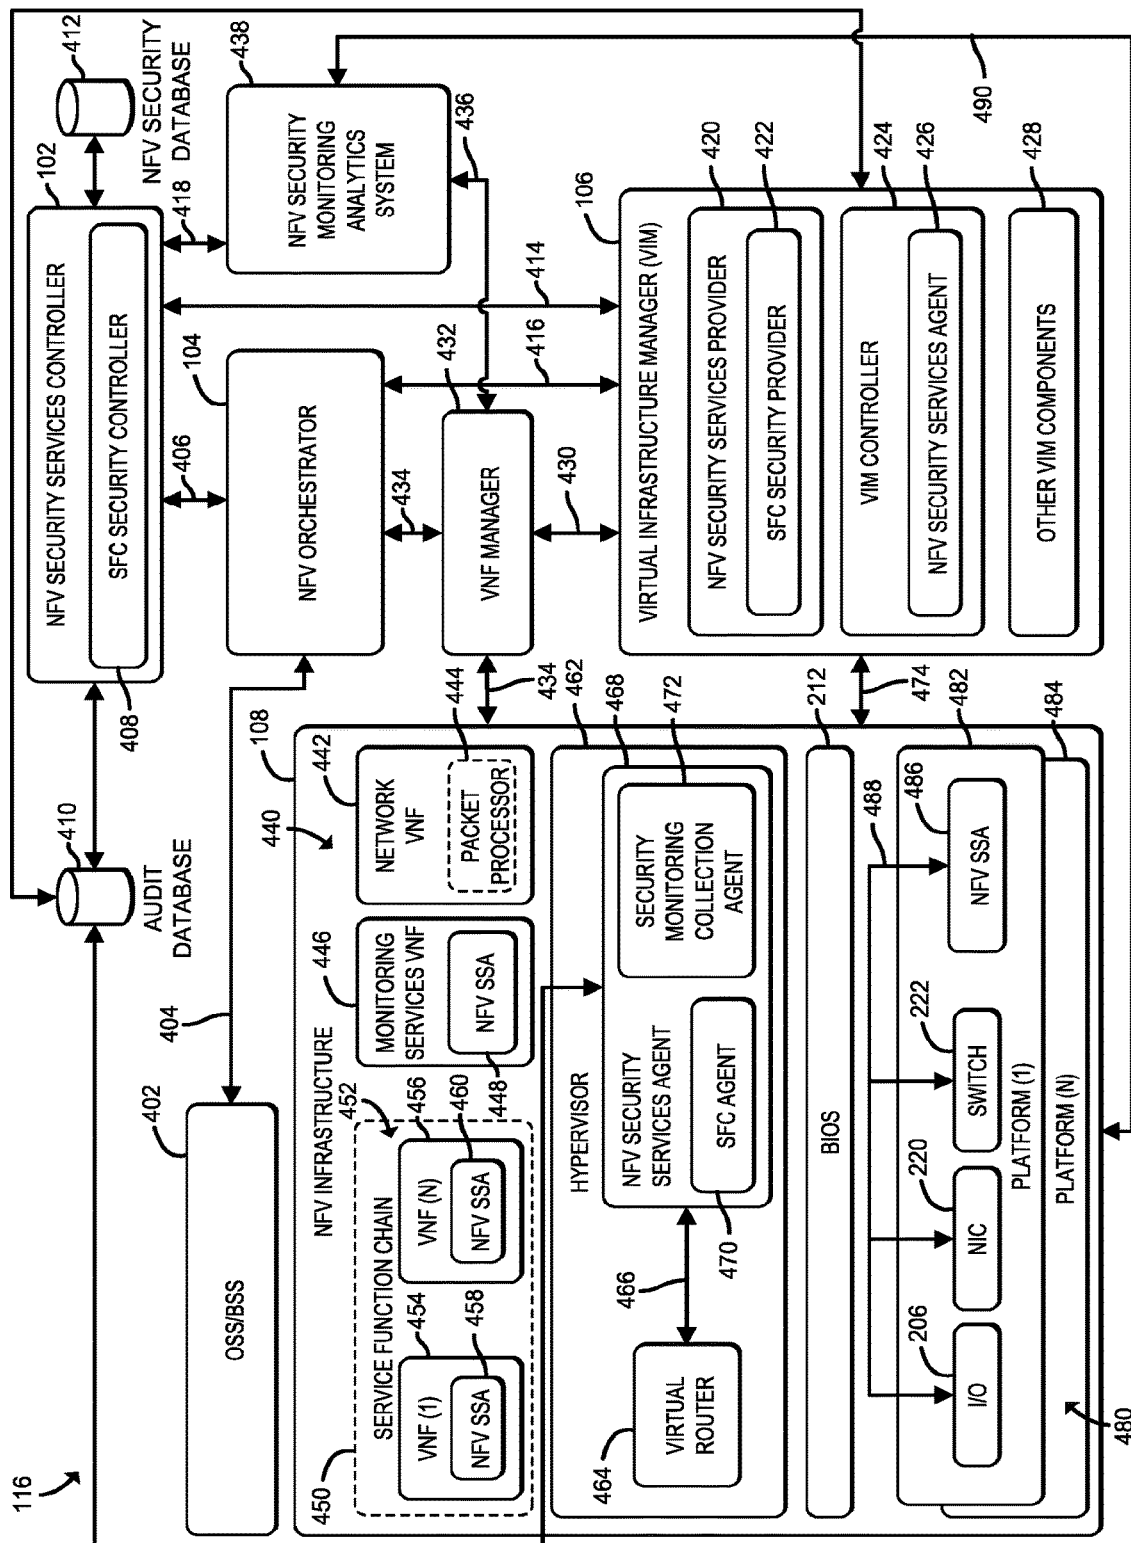 116
410
AUDIT
DATABASE
102
NFV SECURITY SERVICES CONTROLLER
SFC SECURITY CONTROLLER
408
412
NFV SECURITY
DATABASE
402
OSS/BSS
404
406
104
NFV ORCHESTRATOR
418
438
NFV SECURITY
MONITORING
ANALYTICS
SYSTEM
434
432
VNF MANAGER
436
416
414
430
490
108
440
NFV INFRASTRUCTURE
450
SERVICE FUNCTION CHAIN
452
454
VNF (1)
458
NFV SSA
456
VNF (N)
460
NFV SSA
446
MONITORING
SERVICES VNF
NFV SSA
448
442
NETWORK
VNF
444
PACKET
PROCESSOR
434
462
HYPERVISOR
464
VIRTUAL
ROUTER
466
468
NFV SECURITY
SERVICES AGENT
SFC AGENT
470
472
SECURITY
MONITORING
COLLECTION
AGENT
212
BIOS
474
480
482
484
206
I/O
220
NIC
222
SWITCH
488
486
NFV SSA
PLATFORM (1)
PLATFORM (N)
106
VIRTUAL INFRASTRUCTURE MANAGER (VIM)
420
NFV SECURITY SERVICES PROVIDER
422
SFC SECURITY PROVIDER
424
VIM CONTROLLER
426
NFV SECURITY SERVICES AGENT
428
OTHER VIM COMPONENTS